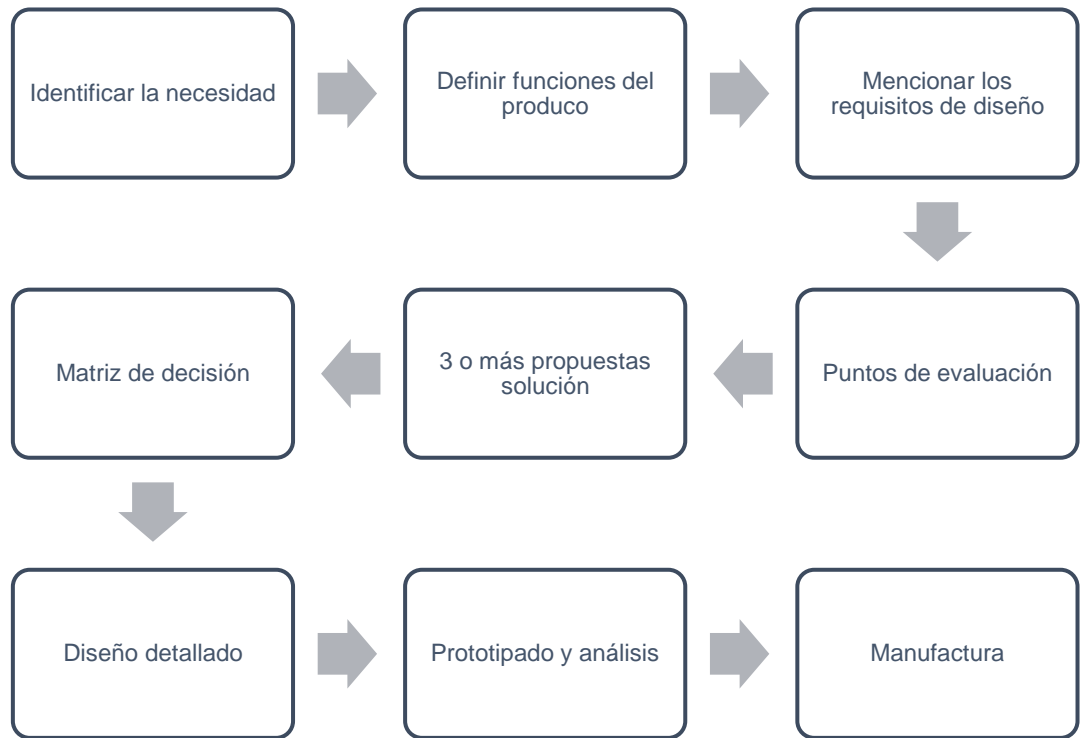 Identificar la necesidad
Definir funciones del
produco
Mencionar los
requisitos de diseño
Puntos de evaluación
3 o más propuestas
solución
Matriz de decisión
Diseño detallado
Prototipado y análisis
Manufactura